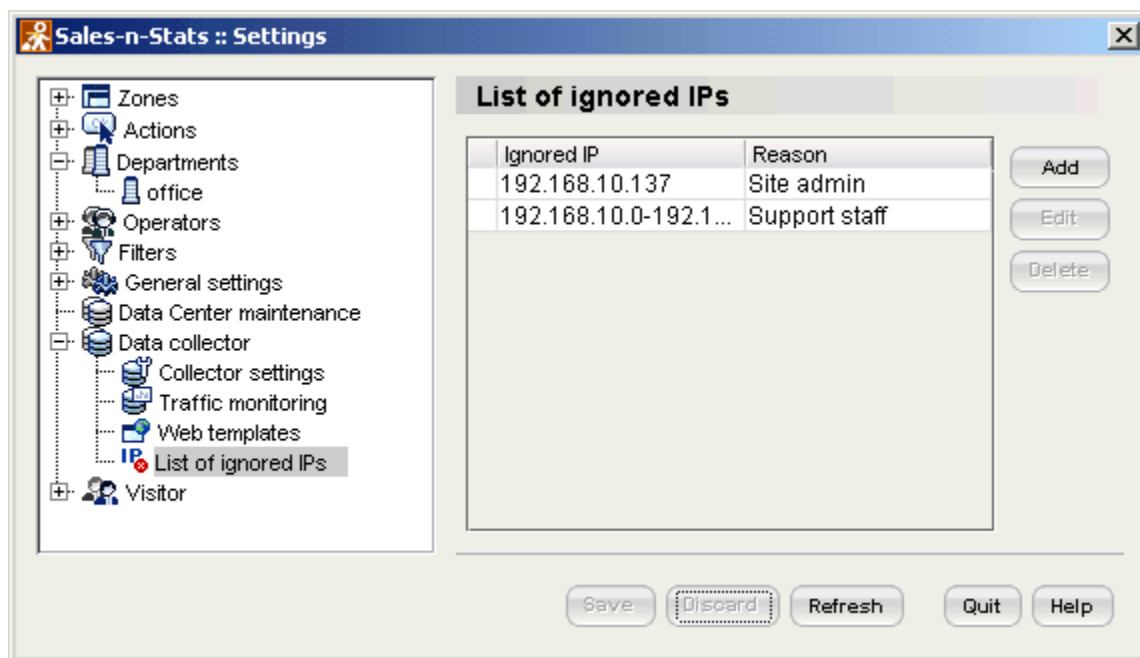 Sales-n-Stats :: Settings
Zones
Actions
Departments
office
Operators
Filters
General settings
Data Center maintenance
Data collector
Collector settings
Traffic monitoring
Web templates
IP
List of ignored IPs
Visitor
List of ignored IPs
Ignored IP Reason
192.168.10.137 Site admin
192.168.10.0-192.1... Support staff
Add
Edit
Delete
Save Discard Refresh Quit Help